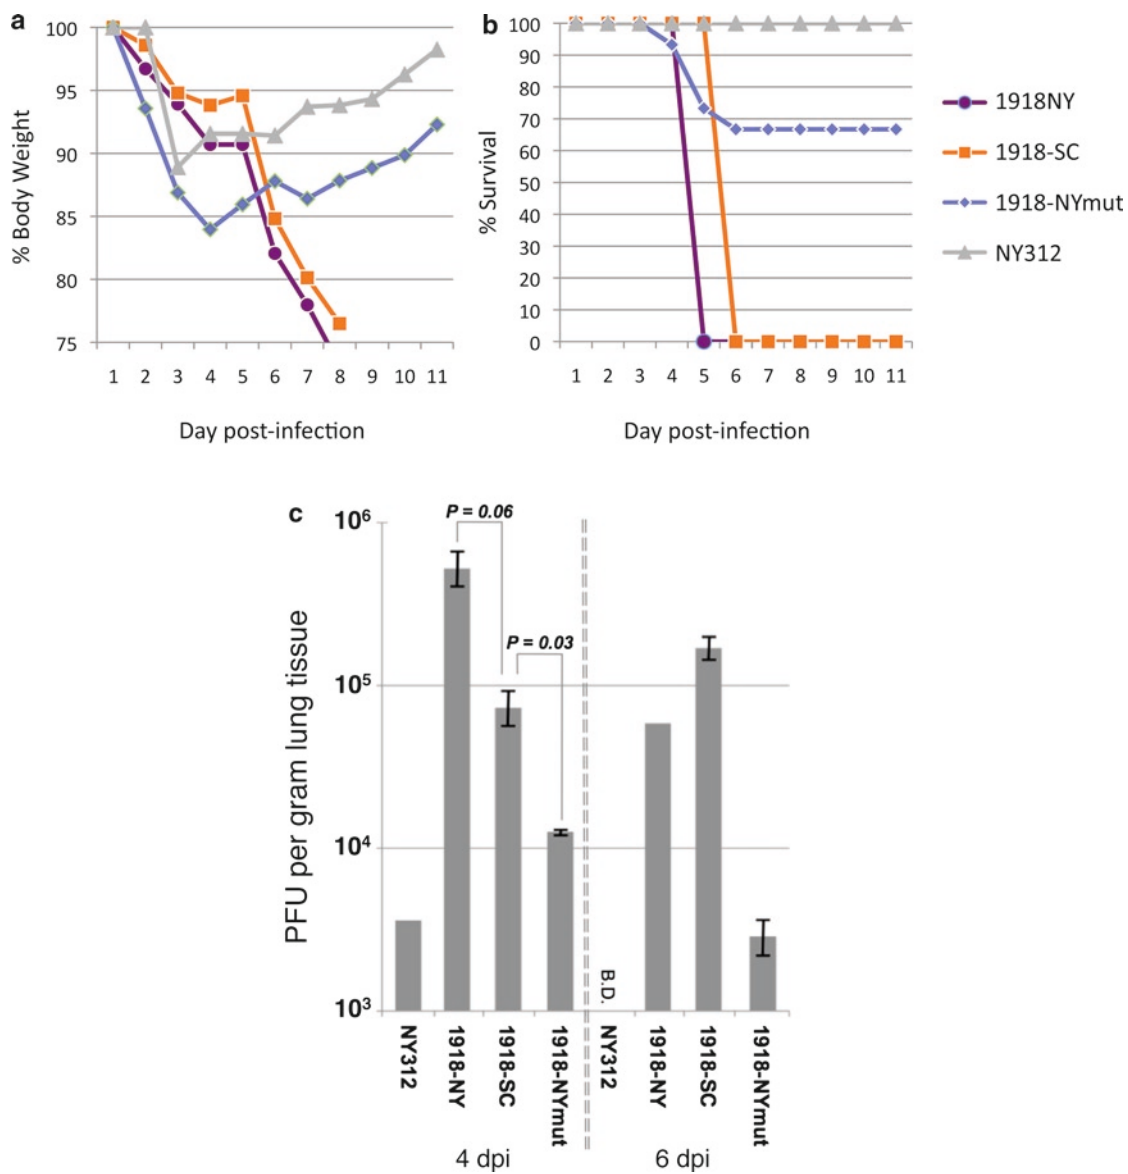 a
100
95
90
85
80
75
% Body Weight
1 2 3 4 5 6 7 8 9 10 11
Day post-infection
b
100
90
80
70
60
50
40
30
20
10
0
% Survival
1 2 3 4 5 6 7 8 9 10 11
Day post-infection
1918NY
1918-SC
1918-NYmut
NY312
c
P = 0.06
P = 0.03
10⁶
10⁵
10⁴
10³
PFU per gram lung tissue
B.D.
NY312
1918-NY
1918-SC
1918-NYmut
NY312
1918-NY
1918-SC
1918-NYmut
4 dpi
6 dpi